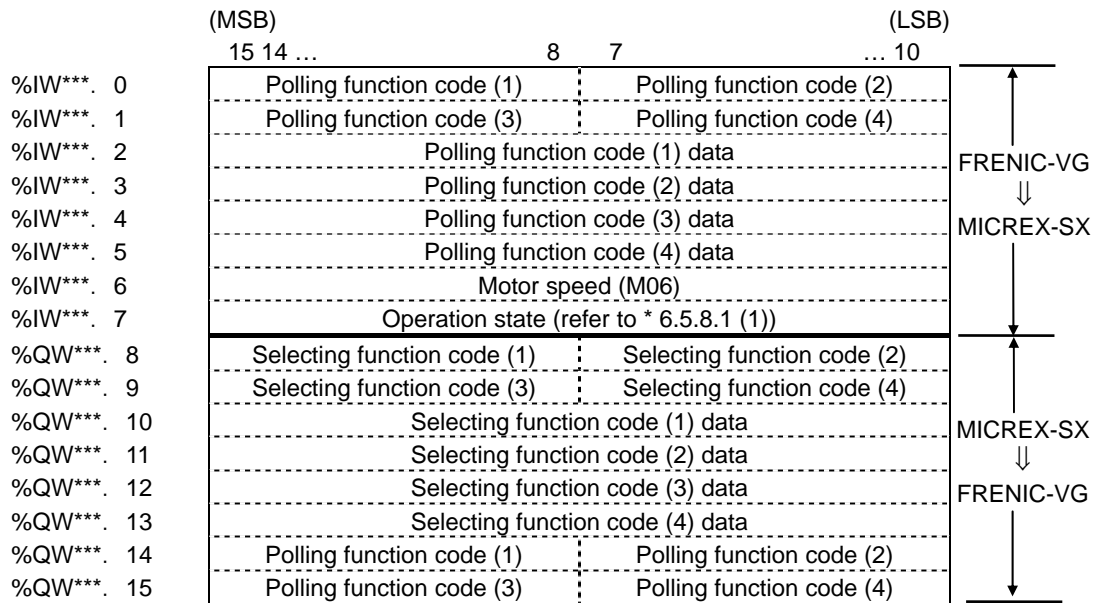 (MSB) (LSB)
15 14 … 8 7 … 10
%IW***. 0 Polling function code (1) Polling function code (2)
%IW***. 1 Polling function code (3) Polling function code (4)
%IW***. 2 Polling function code (1) data
%IW***. 3 Polling function code (2) data
%IW***. 4 Polling function code (3) data
%IW***. 5 Polling function code (4) data
%IW***. 6 Motor speed (M06)
%IW***. 7 Operation state (refer to * 6.5.8.1 (1))
FRENIC-VG
⇓
MICREX-SX
%QW***. 8 Selecting function code (1) Selecting function code (2)
%QW***. 9 Selecting function code (3) Selecting function code (4)
%QW***. 10 Selecting function code (1) data
%QW***. 11 Selecting function code (2) data
%QW***. 12 Selecting function code (3) data
%QW***. 13 Selecting function code (4) data
%QW***. 14 Polling function code (1) Polling function code (2)
%QW***. 15 Polling function code (3) Polling function code (4)
MICREX-SX
⇓
FRENIC-VG